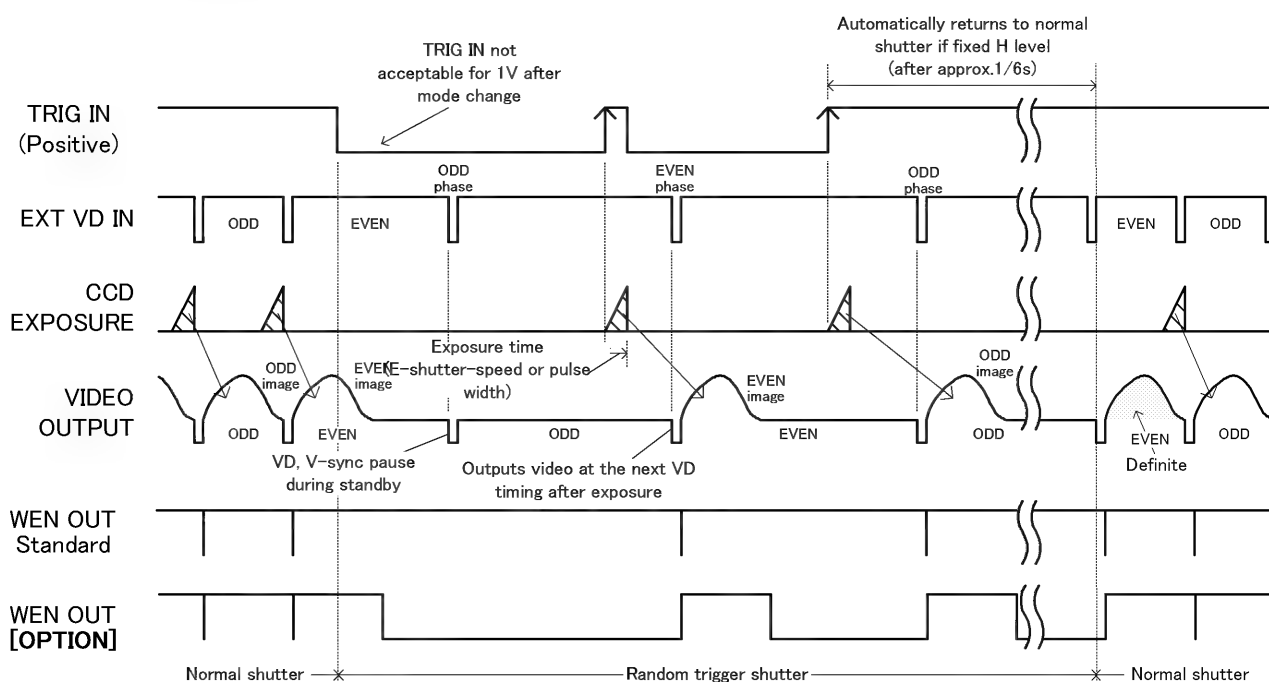 Automatically returns to normal
shutter if fixed H level
(after approx.1/6s)
TRIG IN not
acceptable for 1V after
mode change
TRIG IN
(Positive)
ODD
phase
EVEN
phase
ODD
phase
EXT VD IN
ODD
EVEN
EVEN
ODD
CCD
EXPOSURE
Exposure time
(E-shutter-speed or pulse
width)
ODD
image
EVEN
image
EVEN
image
ODD
image
VIDEO
OUTPUT
ODD
EVEN
ODD
EVEN
ODD
EVEN
ODD
Definite
VD, V-sync pause
during standby
Outputs video at the next VD
timing after exposure
WEN OUT
Standard
WEN OUT
[OPTION]
Normal shutter
Random trigger shutter
Normal shutter